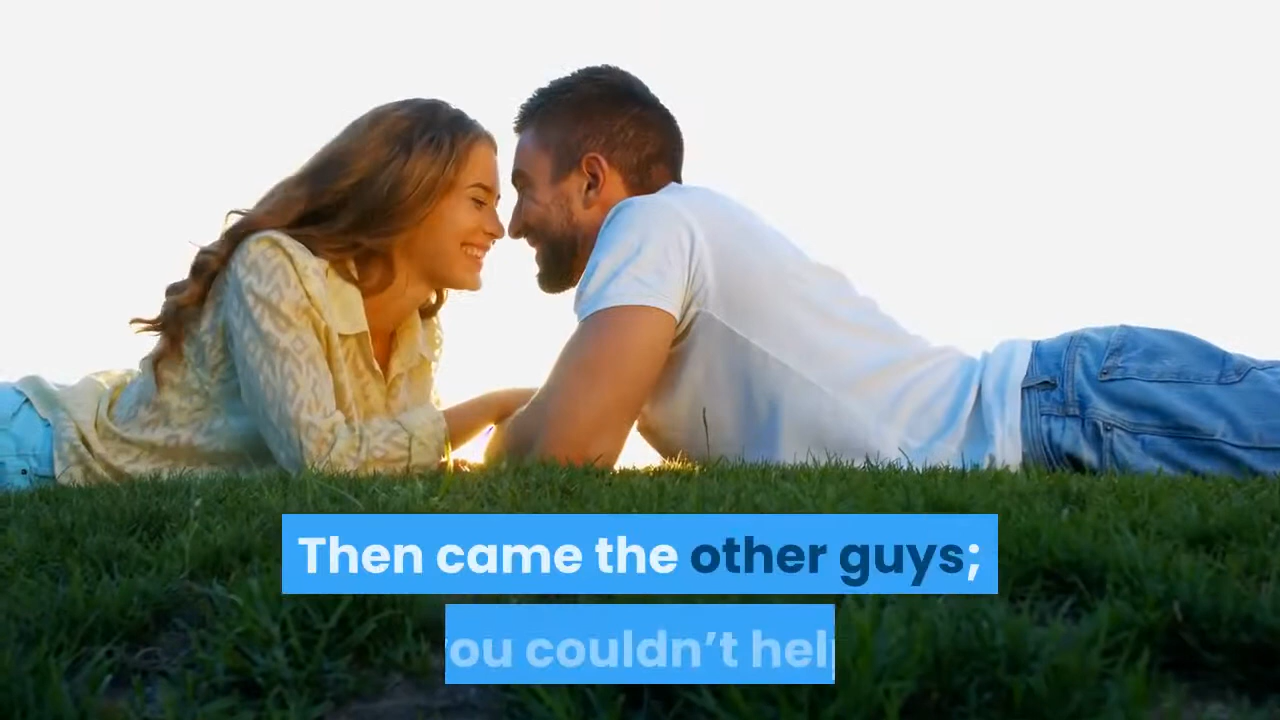 Then came the other guys;
couldn’t